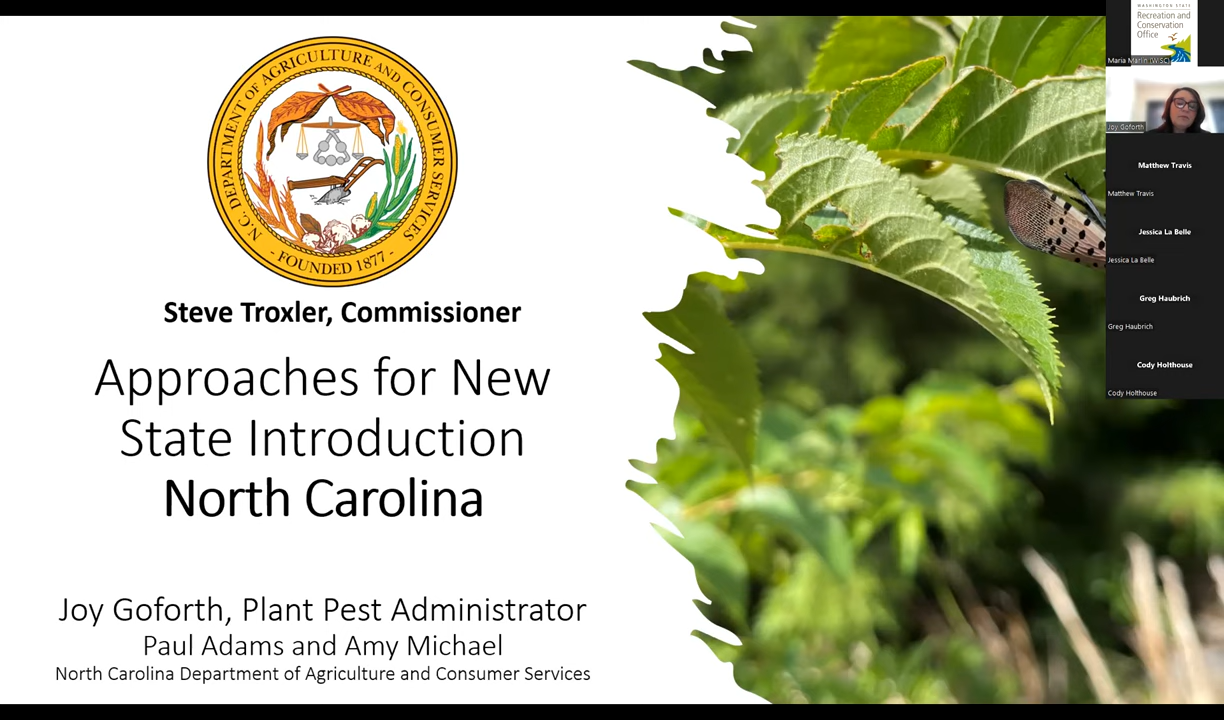 N.C. DEPARTMENT OF AGRICULTURE AND CONSUMER SERVICES
- FOUNDED 1877 -
Steve Troxler, Commissioner
Approaches for New
State Introduction
North Carolina
Joy Goforth, Plant Pest Administrator
Paul Adams and Amy Michael
North Carolina Department of Agriculture and Consumer Services
WASHINGTON STATE
Recreation and
Conservation
Office
Maria Marlin (WISC)
Joy Goforth
Matthew Travis
Matthew Travis
Jessica La Belle
Jessica La Belle
Greg Haubrich
Greg Haubrich
Cody Holthouse
Cody Holthouse